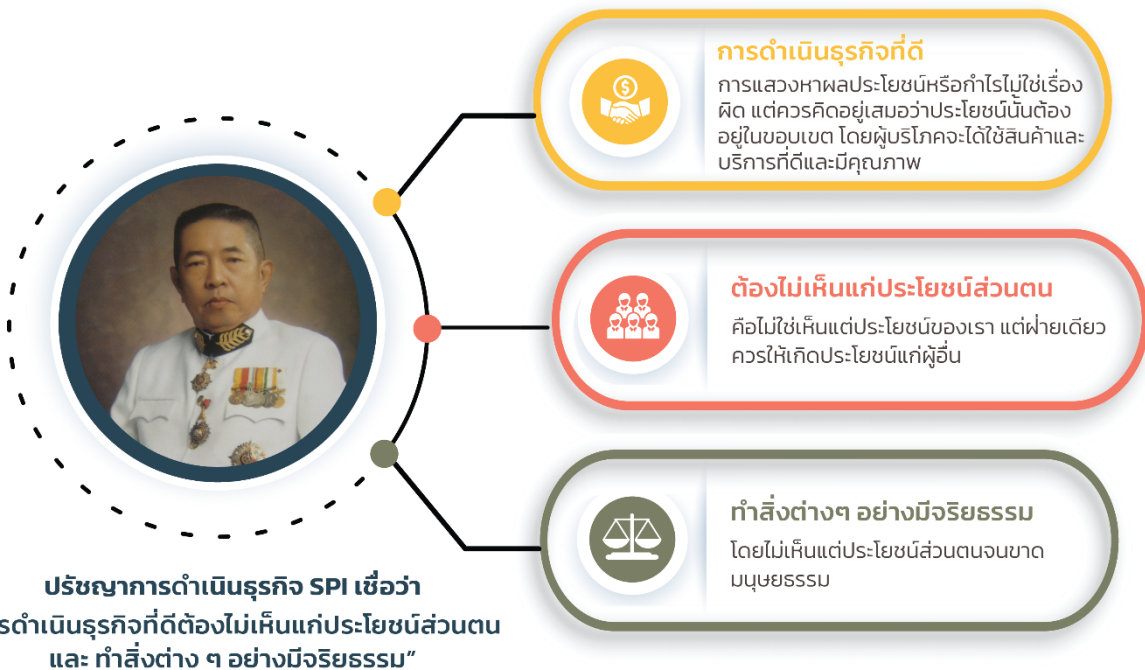 การดำเนินธุรกิจที่ดี
การแสวงหาผลประโยชน์หรือกำไรไม่ใช่เรื่อง
ผิด แต่ควรคิดอยู่เสมอว่าประโยชน์นั้นต้อง
อยู่ในขอบเขต โดยผู้บริโภคจะได้ใช้สินค้าและ
บริการที่ดีและมีคุณภาพ
ต้องไม่เห็นแก่ประโยชน์ส่วนตน
คือไม่ใช่เห็นแต่ประโยชน์ของเรา แต่ฝ่ายเดียว
ควรให้เกิดประโยชน์แก่ผู้อื่น
ทำสิ่งต่างๆ อย่างมีจริยธรรม
โดยไม่เห็นแต่ประโยชน์ส่วนตนจนขาด
มนุษยธรรม
ปรัชญาการดำเนินธุรกิจ SPI เชื่อว่า
รดำเนินธุรกิจที่ดีต้องไม่เห็นแก่ประโยชน์ส่วนตน
และ ทำสิ่งต่าง ๆ อย่างมีจริยธรรม”